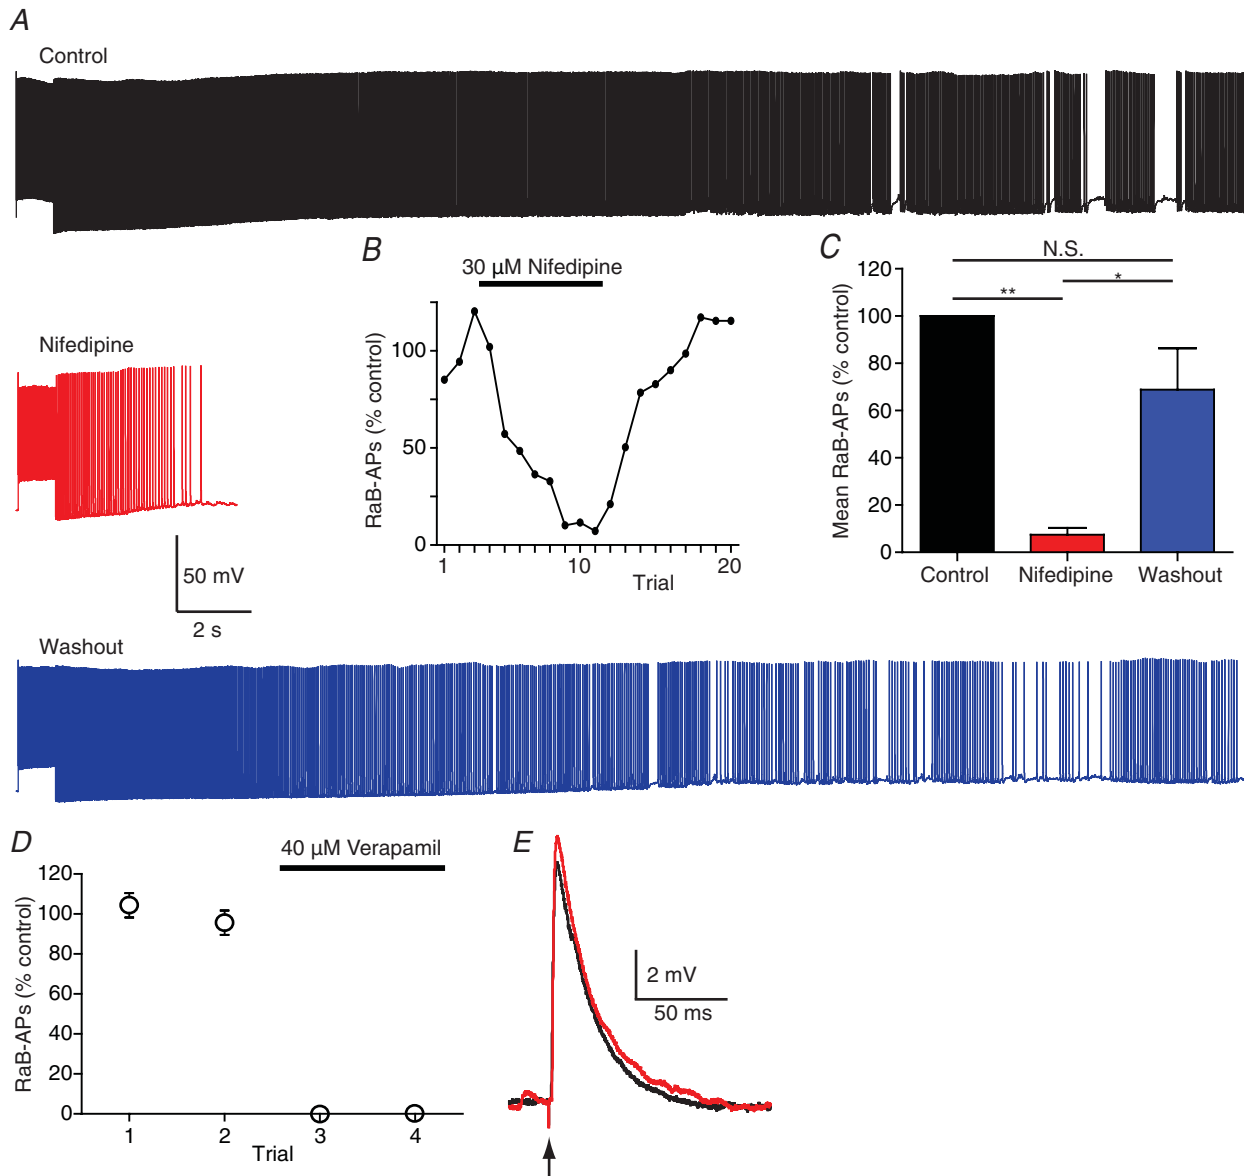 A
Control
B
30 µM Nifedipine
RaB-APs (% control)
100
50
0
1
10
20
Trial
C
N.S.
**
*
Mean RaB-APs (% control)
120
100
80
60
40
20
0
Control
Nifedipine
Washout
Nifedipine
50 mV
2 s
Washout
D
40 µM Verapamil
RaB-APs (% control)
120
100
80
60
40
20
0
1
2
3
4
Trial
E
2 mV
50 ms